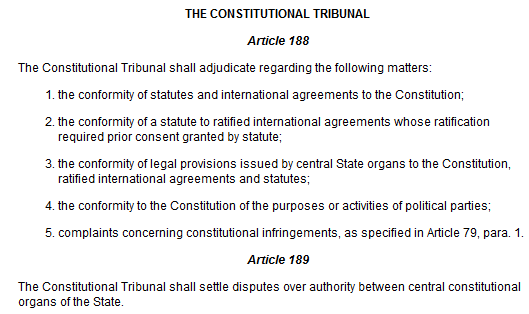 THE CONSTITUTIONAL TRIBUNAL
Article 188
The Constitutional Tribunal shall adjudicate regarding the following matters:
1. the conformity of statutes and international agreements to the Constitution;
2. the conformity of a statute to ratified international agreements whose ratification
required prior consent granted by statute;
3. the conformity of legal provisions issued by central State organs to the Constitution,
ratified international agreements and statutes;
4. the conformity to the Constitution of the purposes or activities of political parties;
5. complaints concerning constitutional infringements, as specified in Article 79, para. 1.
Article 189
The Constitutional Tribunal shall settle disputes over authority between central constitutional
organs of the State.